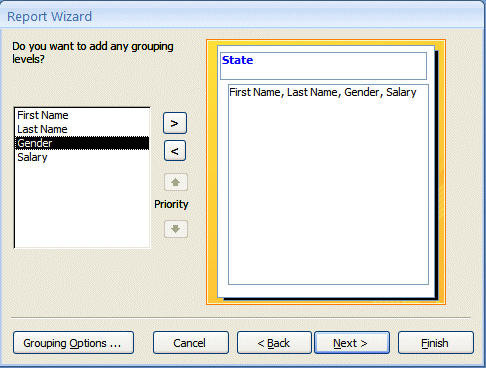 Report Wizard
Do you want to add any grouping
levels?
First Name
Last Name
Gender
Salary
>
<
Priority
State
First Name, Last Name, Gender, Salary
Grouping Options ...
Cancel
< Back
Next >
Finish